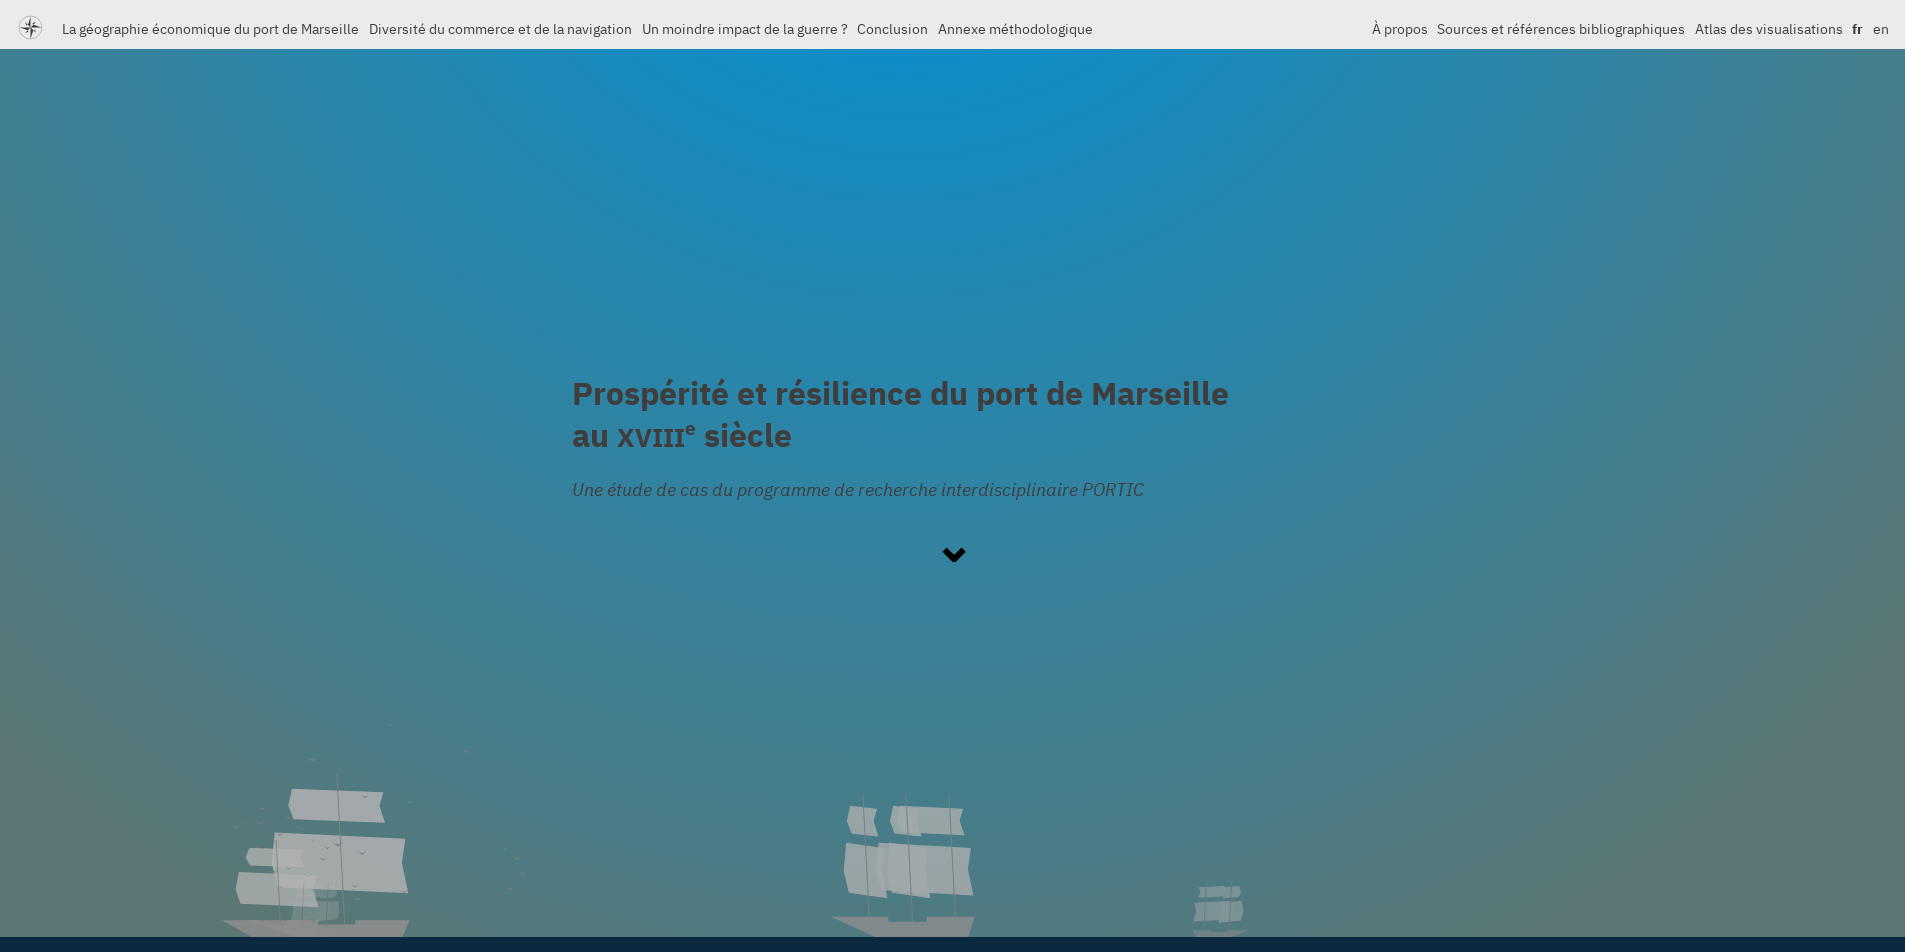 La géographie économique du port de Marseille Diversité du commerce et de la navigation Un moindre impact de la guerre ? Conclusion Annexe méthodologique À propos Sources et références bibliographiques Atlas des visualisations fr en
Prospérité et résilience du port de Marseille
au XVIIIe siècle
Une étude de cas du programme de recherche interdisciplinaire PORTIC